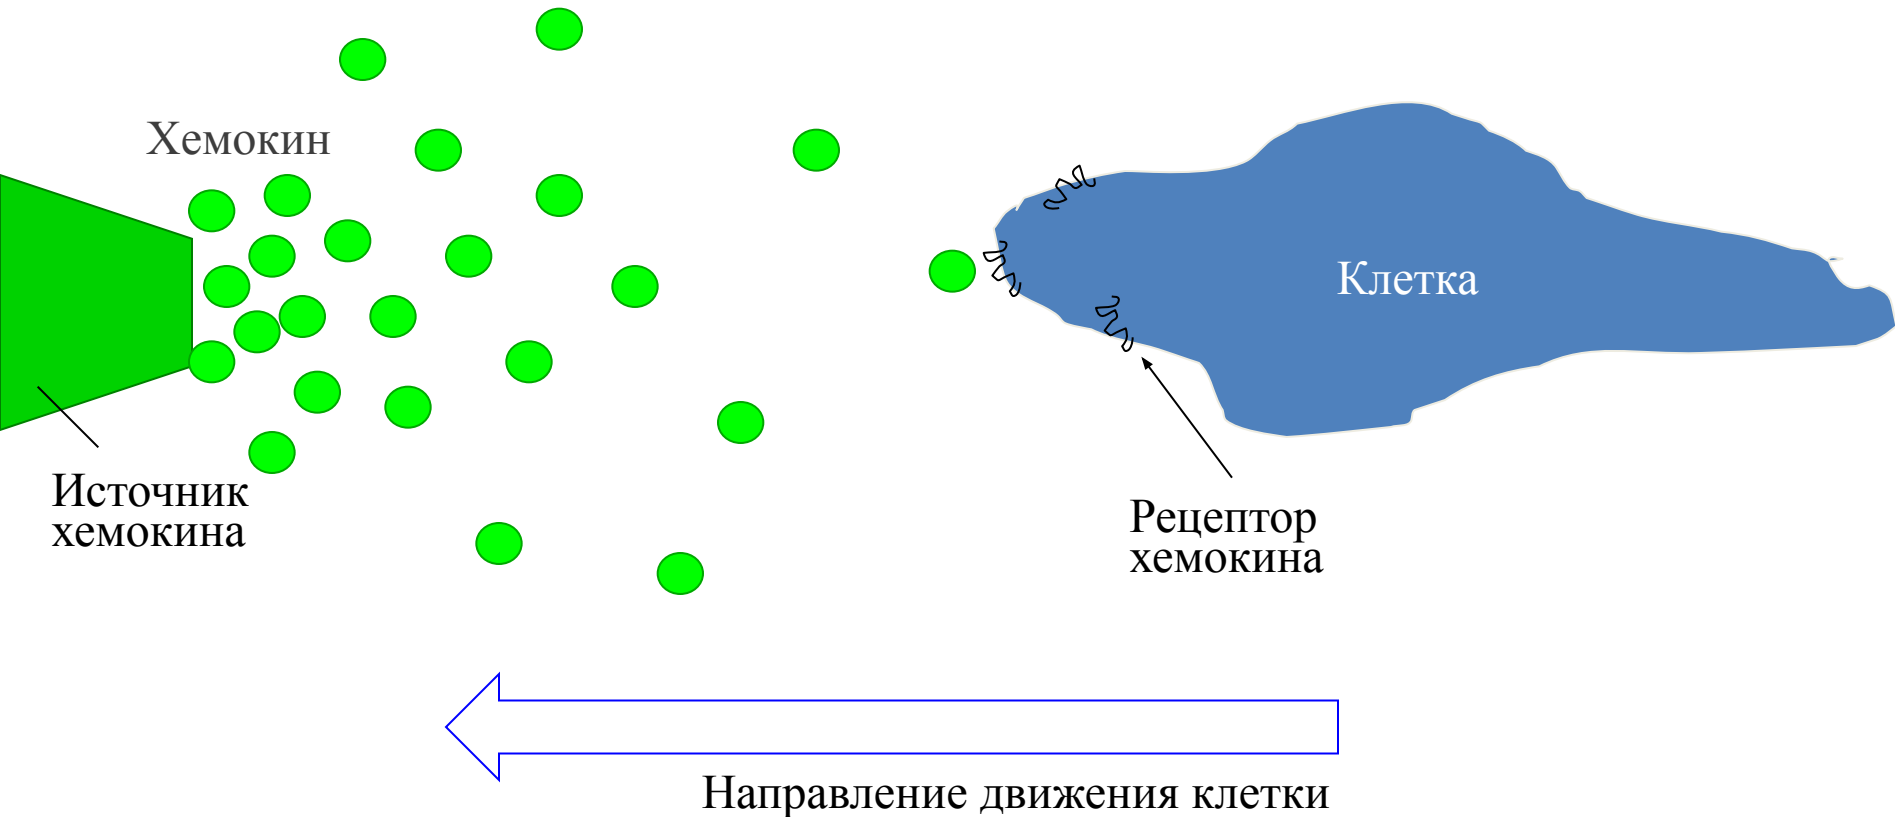 Хемокин
Клетка
Источник
хемокина
Рецептор
хемокина
Направление движения клетки